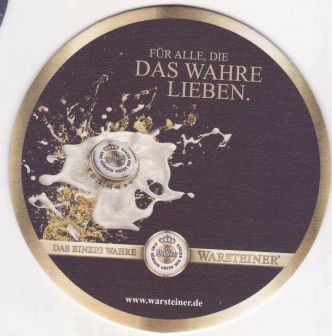 FÜR ALLE, DIE
DAS WAHRE
LIEBEN.
DAS EINZIG WAHRE
WARSTEINER
www.warsteiner.de